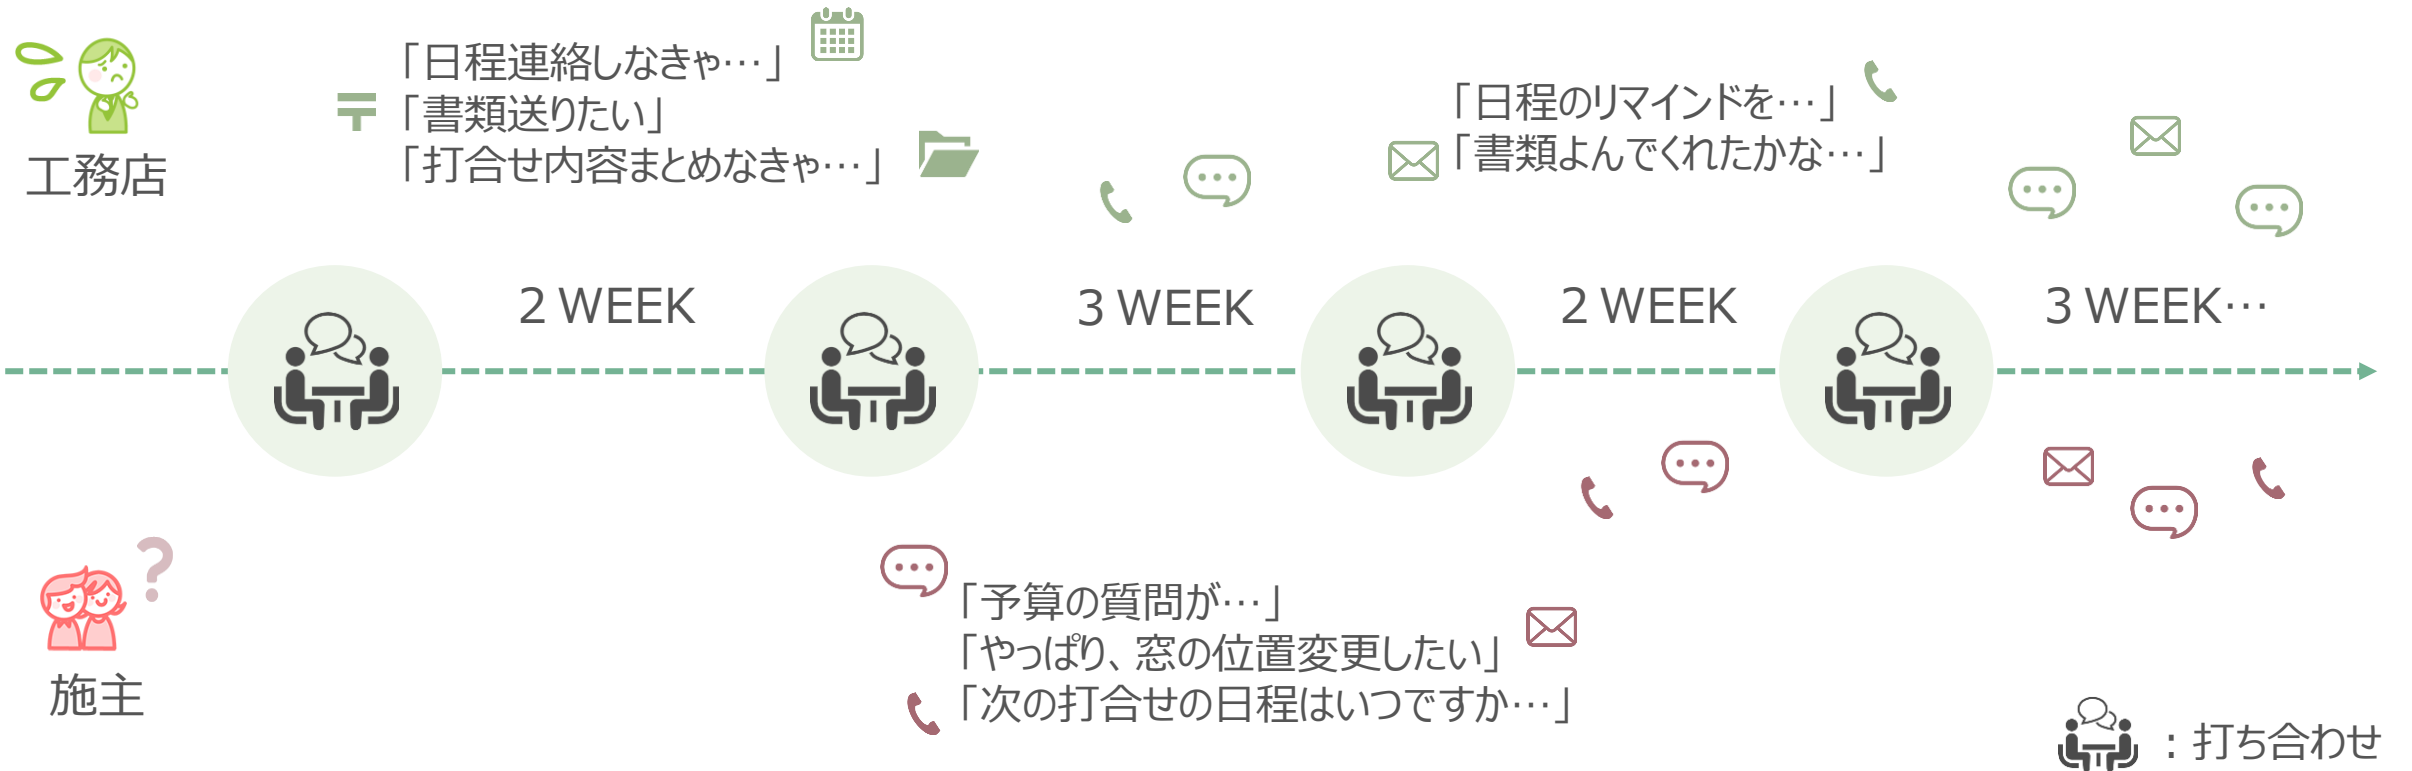 「日程連絡しなきゃ…」
「書類送りたい」
「打合せ内容まとめなきゃ…」
〒
工務店
「日程のリマインドを…」
「書類よんでくれたかな…」
2 WEEK
3 WEEK
2 WEEK
3 WEEK…
?
施主
「予算の質問が…」
「やっぱり、窓の位置変更したい」
「次の打合せの日程はいつですか…」
：打ち合わせ